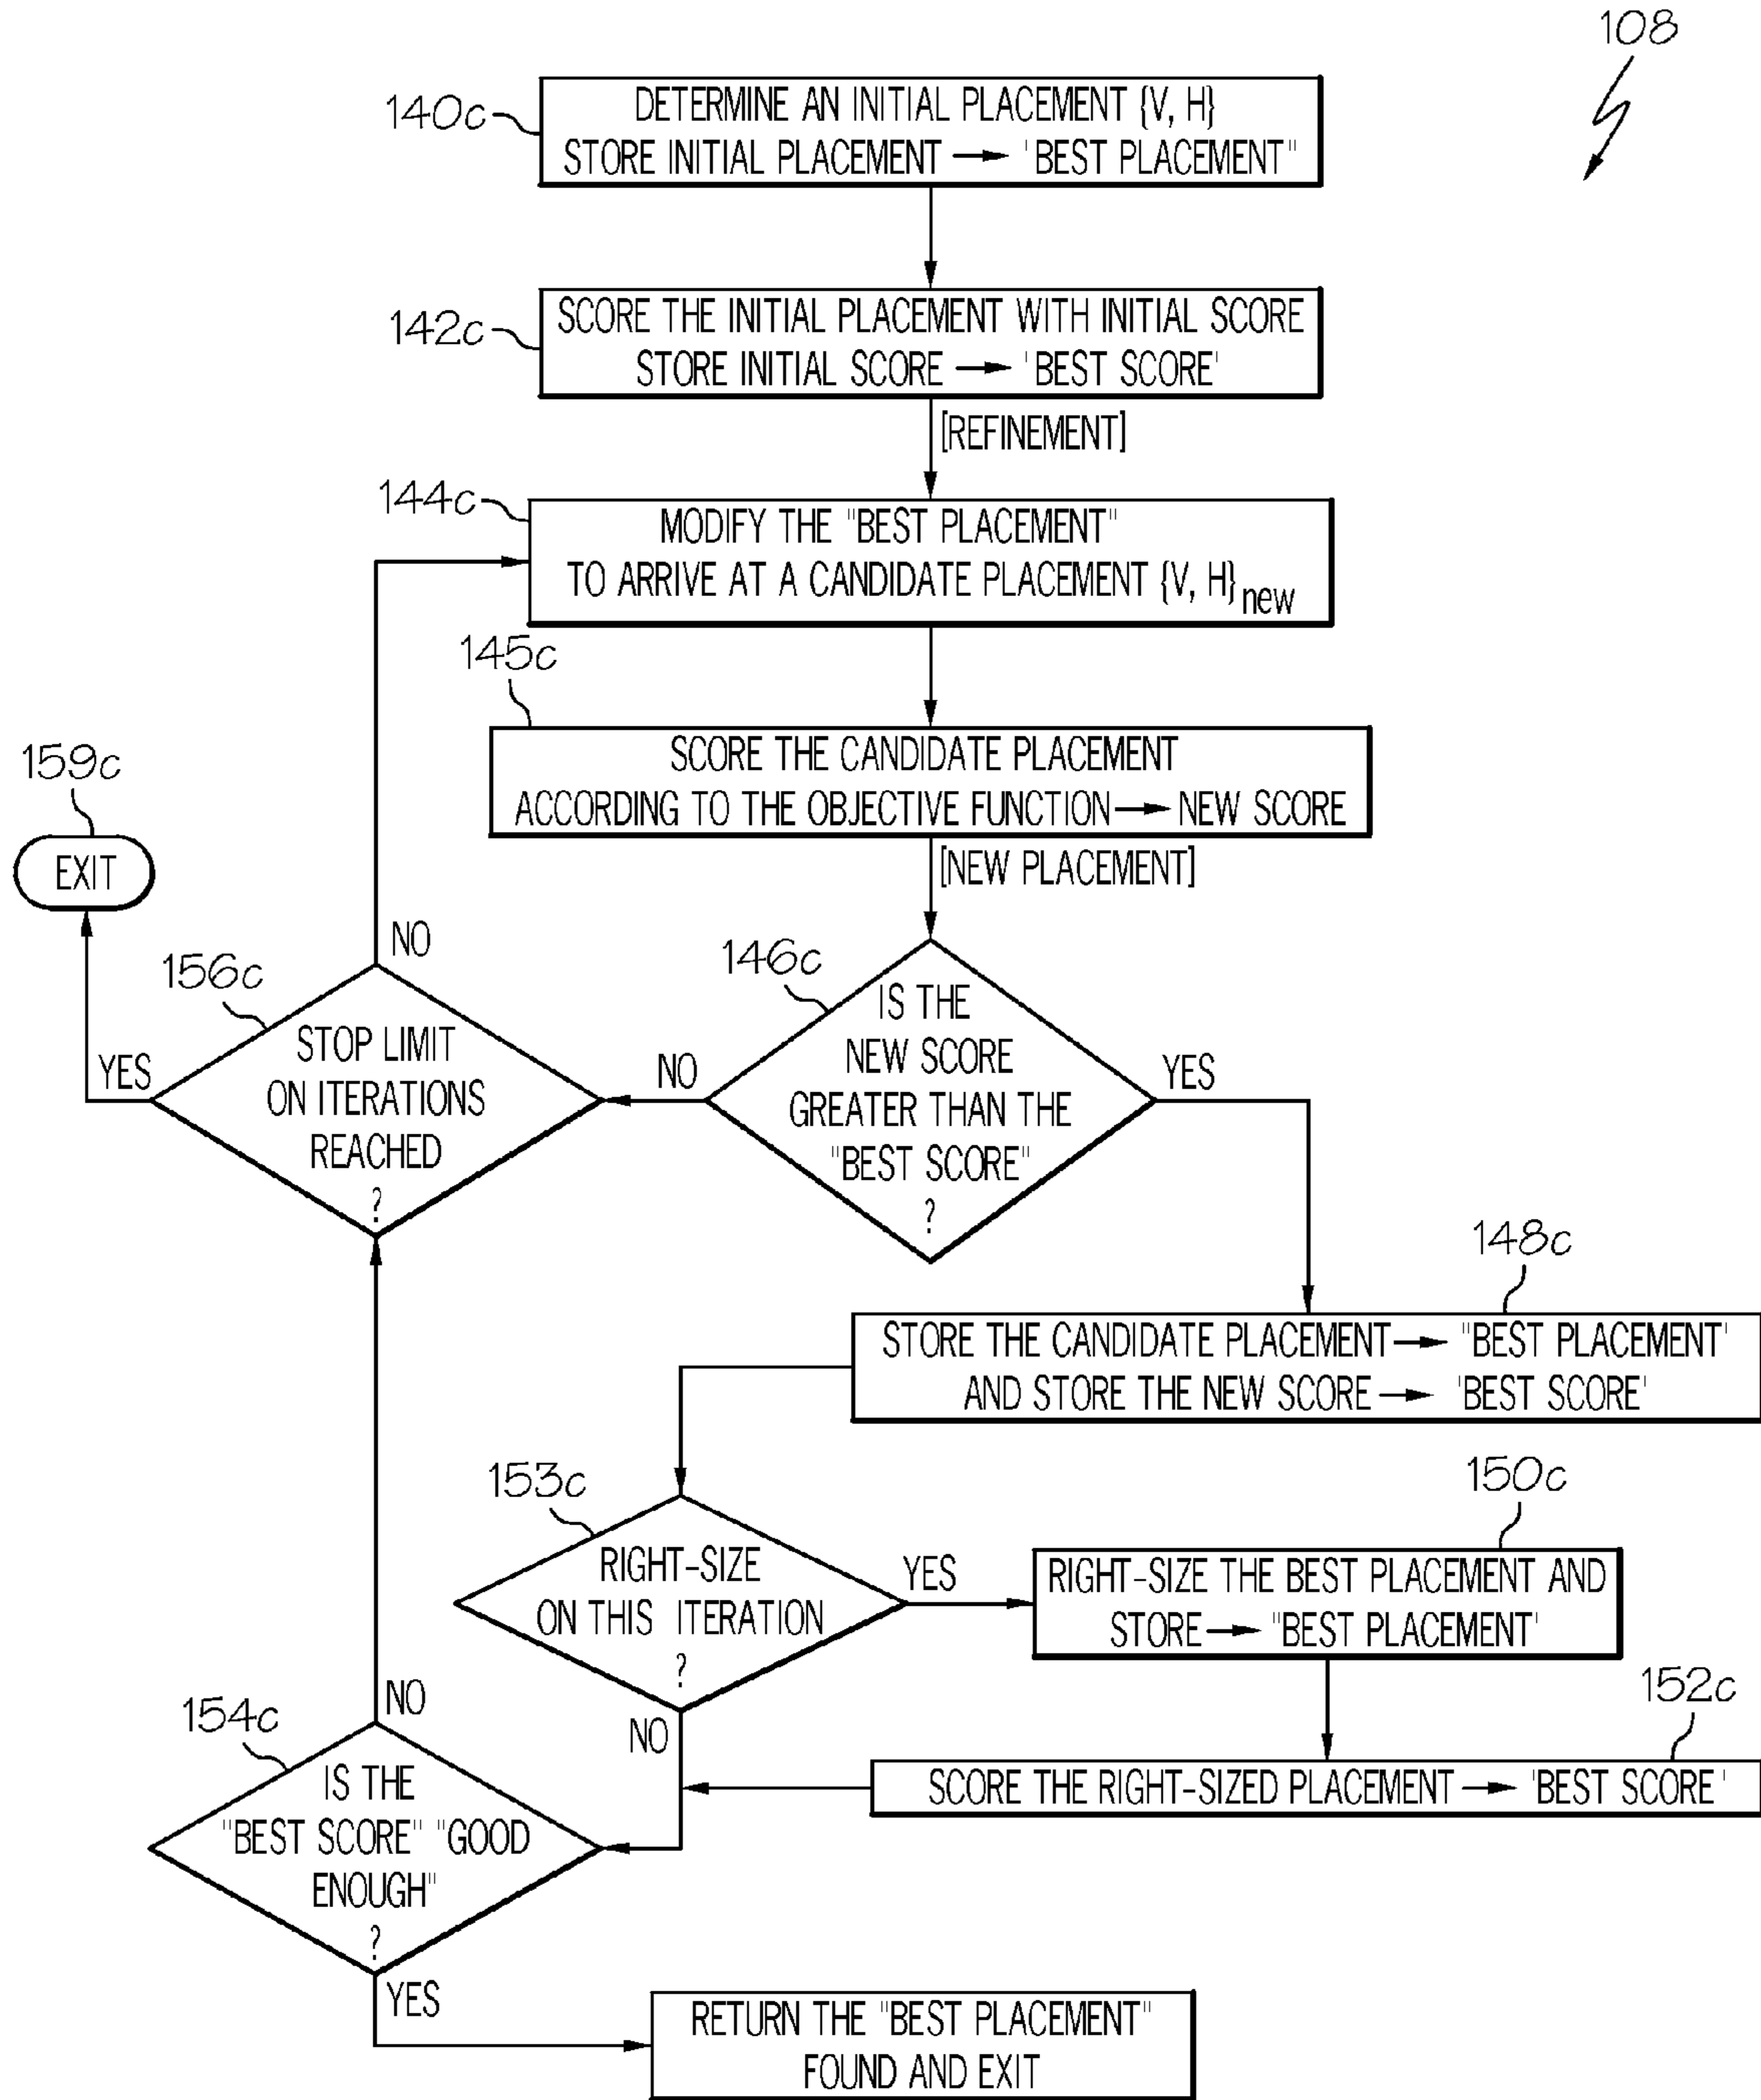 108
140c
DETERMINE AN INITIAL PLACEMENT {V, H}
STORE INITIAL PLACEMENT → 'BEST PLACEMENT"
142c
SCORE THE INITIAL PLACEMENT WITH INITIAL SCORE
STORE INITIAL SCORE → 'BEST SCORE'
[REFINEMENT]
144c
MODIFY THE "BEST PLACEMENT"
TO ARRIVE AT A CANDIDATE PLACEMENT {V, H}new
145c
SCORE THE CANDIDATE PLACEMENT
ACCORDING TO THE OBJECTIVE FUNCTION → NEW SCORE
[NEW PLACEMENT]
159c
EXIT
NO
156c
STOP LIMIT
ON ITERATIONS
REACHED
?
YES
NO
146c
IS THE
NEW SCORE
GREATER THAN THE
"BEST SCORE"
?
YES
148c
STORE THE CANDIDATE PLACEMENT → "BEST PLACEMENT'
AND STORE THE NEW SCORE → 'BEST SCORE'
153c
RIGHT-SIZE
ON THIS ITERATION
?
YES
NO
150c
RIGHT-SIZE THE BEST PLACEMENT AND
STORE → "BEST PLACEMENT'
152c
SCORE THE RIGHT-SIZED PLACEMENT → 'BEST SCORE '
154c
NO
IS THE
"BEST SCORE" "GOOD
ENOUGH"
?
YES
RETURN THE "BEST PLACEMENT"
FOUND AND EXIT